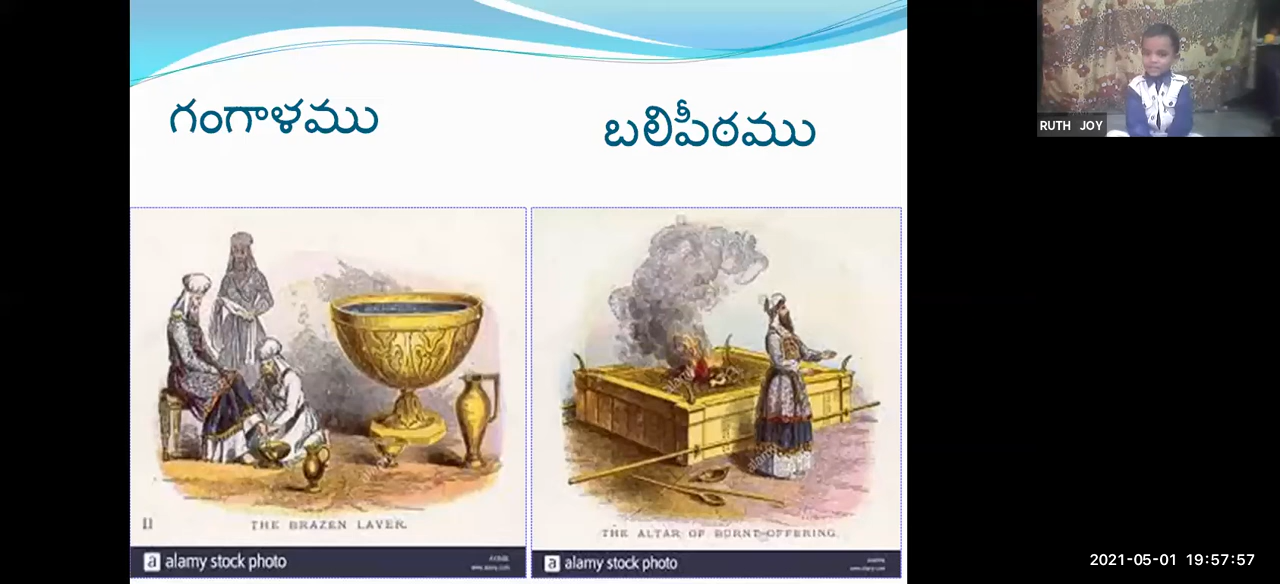 గంగాళము
బలిపీఠము
RUTH JOY
II
THE BRAZEN LAVER.
THE ALTAR OF BURNT-OFFERING.
a alamy stock photo
a alamy stock photo
2021-05-01 19:57:57